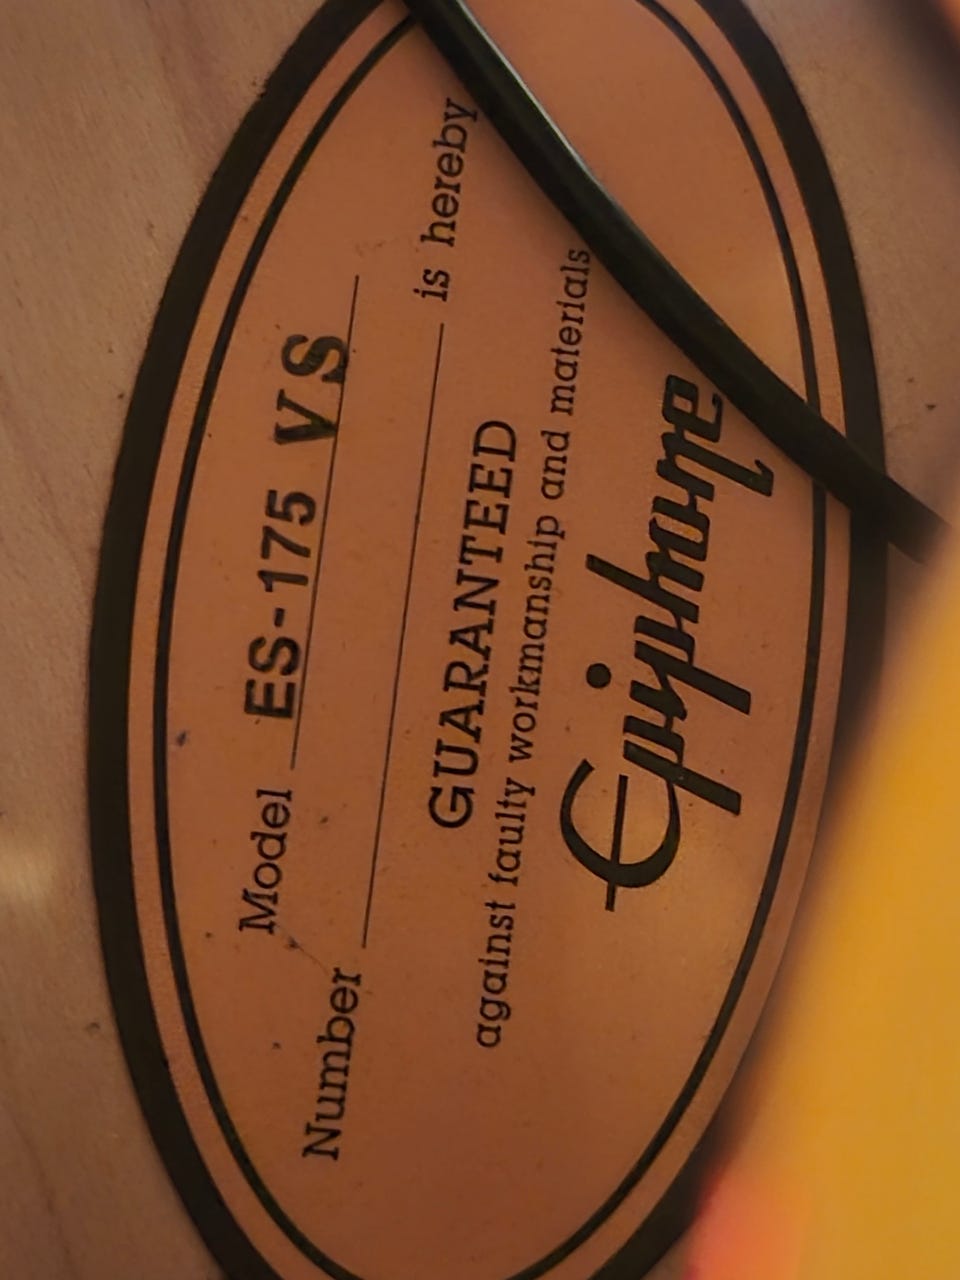 Model ES-175 VS
Number is hereby
GUARANTEED
against faulty workmanship and materials
Epiphone